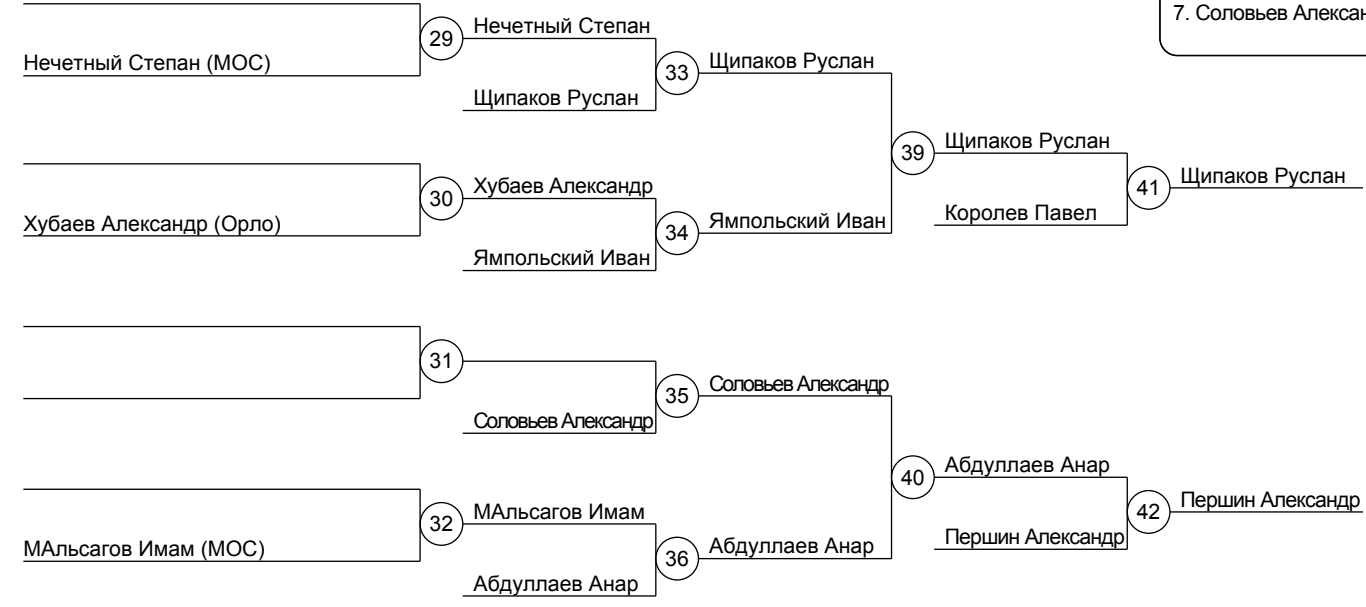 7. Соловьев Алексан
Нечетный Степан (МОС)
29
Нечетный Степан
Щипаков Руслан
33
Щипаков Руслан
Хубаев Александр (Орло)
30
Хубаев Александр
Ямпольский Иван
34
Ямпольский Иван
39
Щипаков Руслан
Королев Павел
41
Щипаков Руслан
31
Соловьев Александр
35
Соловьев Александр
МАльсагов Имам (МОС)
32
МАльсагов Имам
Абдуллаев Анар
36
Абдуллаев Анар
40
Абдуллаев Анар
Першин Александр
42
Першин Александр